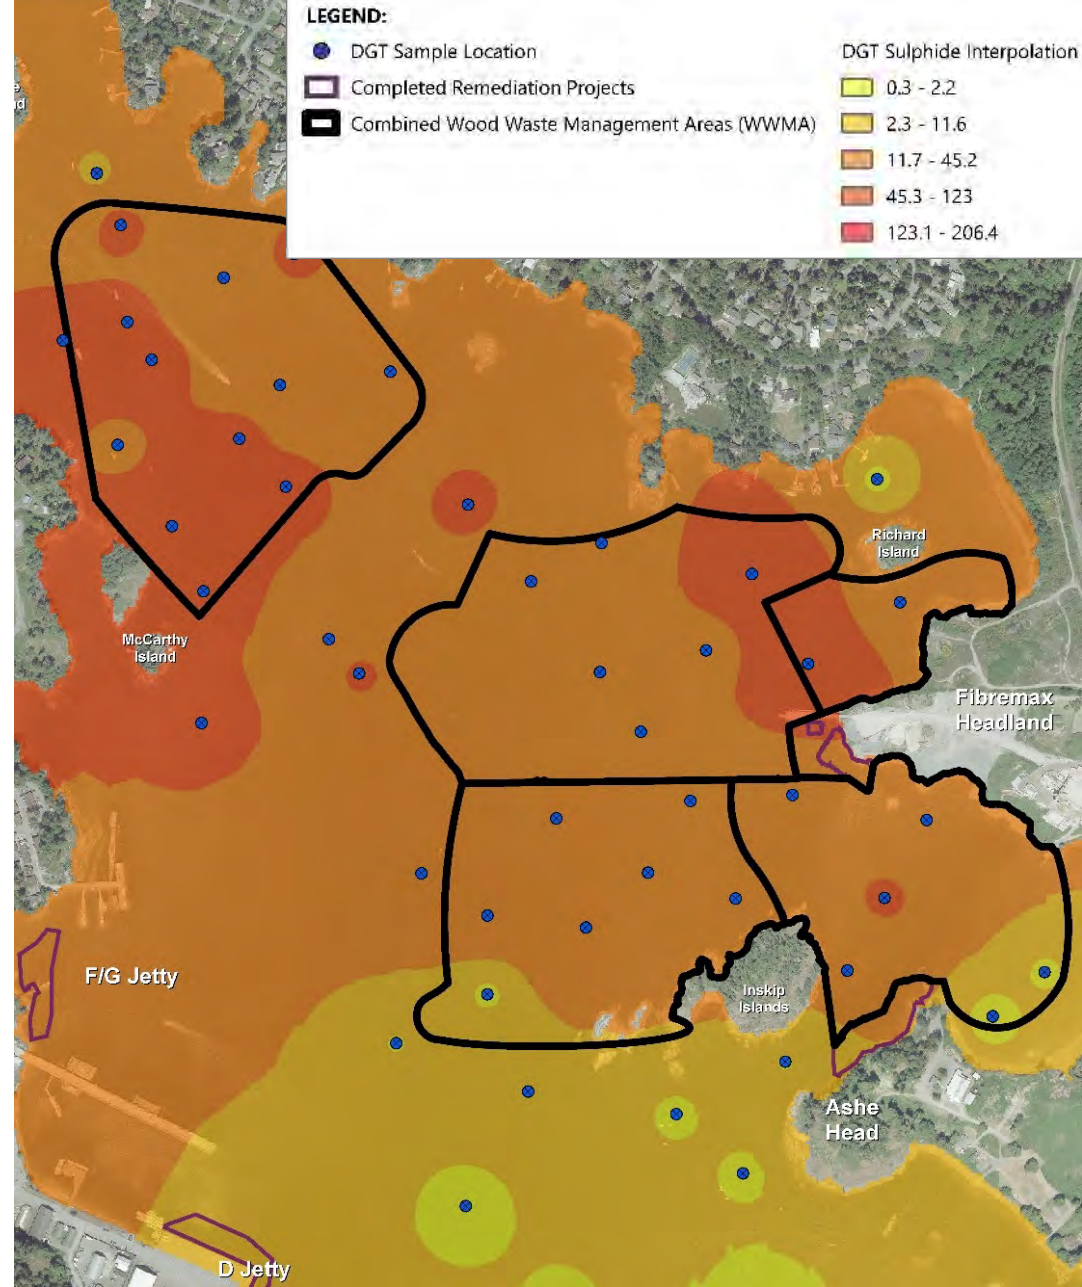 LEGEND:
DGT Sample Location
Completed Remediation Projects
Combined Wood Waste Management Areas (WWMA)
DGT Sulphide Interpolation
0.3 - 2.2
2.3 - 11.6
11.7 - 45.2
45.3 - 123
123.1 - 206.4
Richard
Island
McCarthy
Island
Fibremax
Headland
F/G Jetty
Inskip
Islands
Ashe
Head
D Jetty